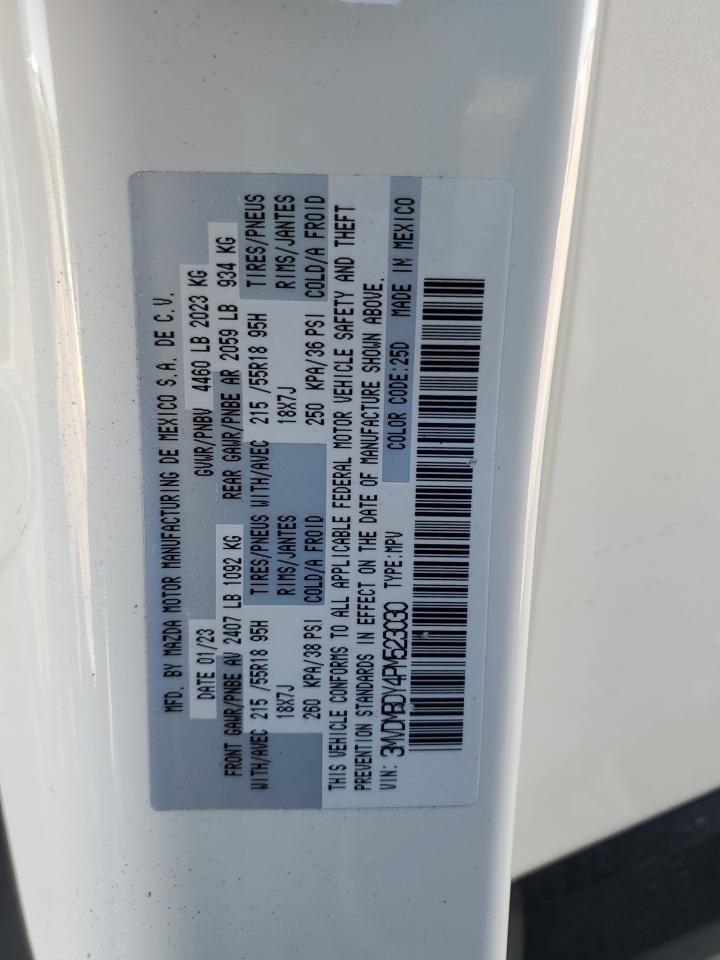 MFD. BY MAZDA MOTOR MANUFACTURING DE MEXICO S.A. DE C.V.
DATE 01/23 GVWR/PNBV 4460 LB 2023 KG
FRONT GAWR/PNBE AV 2407 LB 1092 KG REAR GAWR/PNBE AR 2059 LB 934 KG
WITH/AVEC 215 /55R18 95H TIRES/PNEUS WITH/AVEC 215 /55R18 95H TIRES/PNEUS
18X7J RIMS/JANTES 18X7J RIMS/JANTES
260 KPA/38 PSI COLD/A FROID 250 KPA/36 PSI COLD/A FROID
THIS VEHICLE CONFORMS TO ALL APPLICABLE FEDERAL MOTOR VEHICLE SAFETY AND THEFT
PREVENTION STANDARDS IN EFFECT ON THE DATE OF MANUFACTURE SHOWN ABOVE.
VIN: 3MVDMBDY4PM523030 TYPE:MPV COLOR CODE:25D MADE IN MEXICO